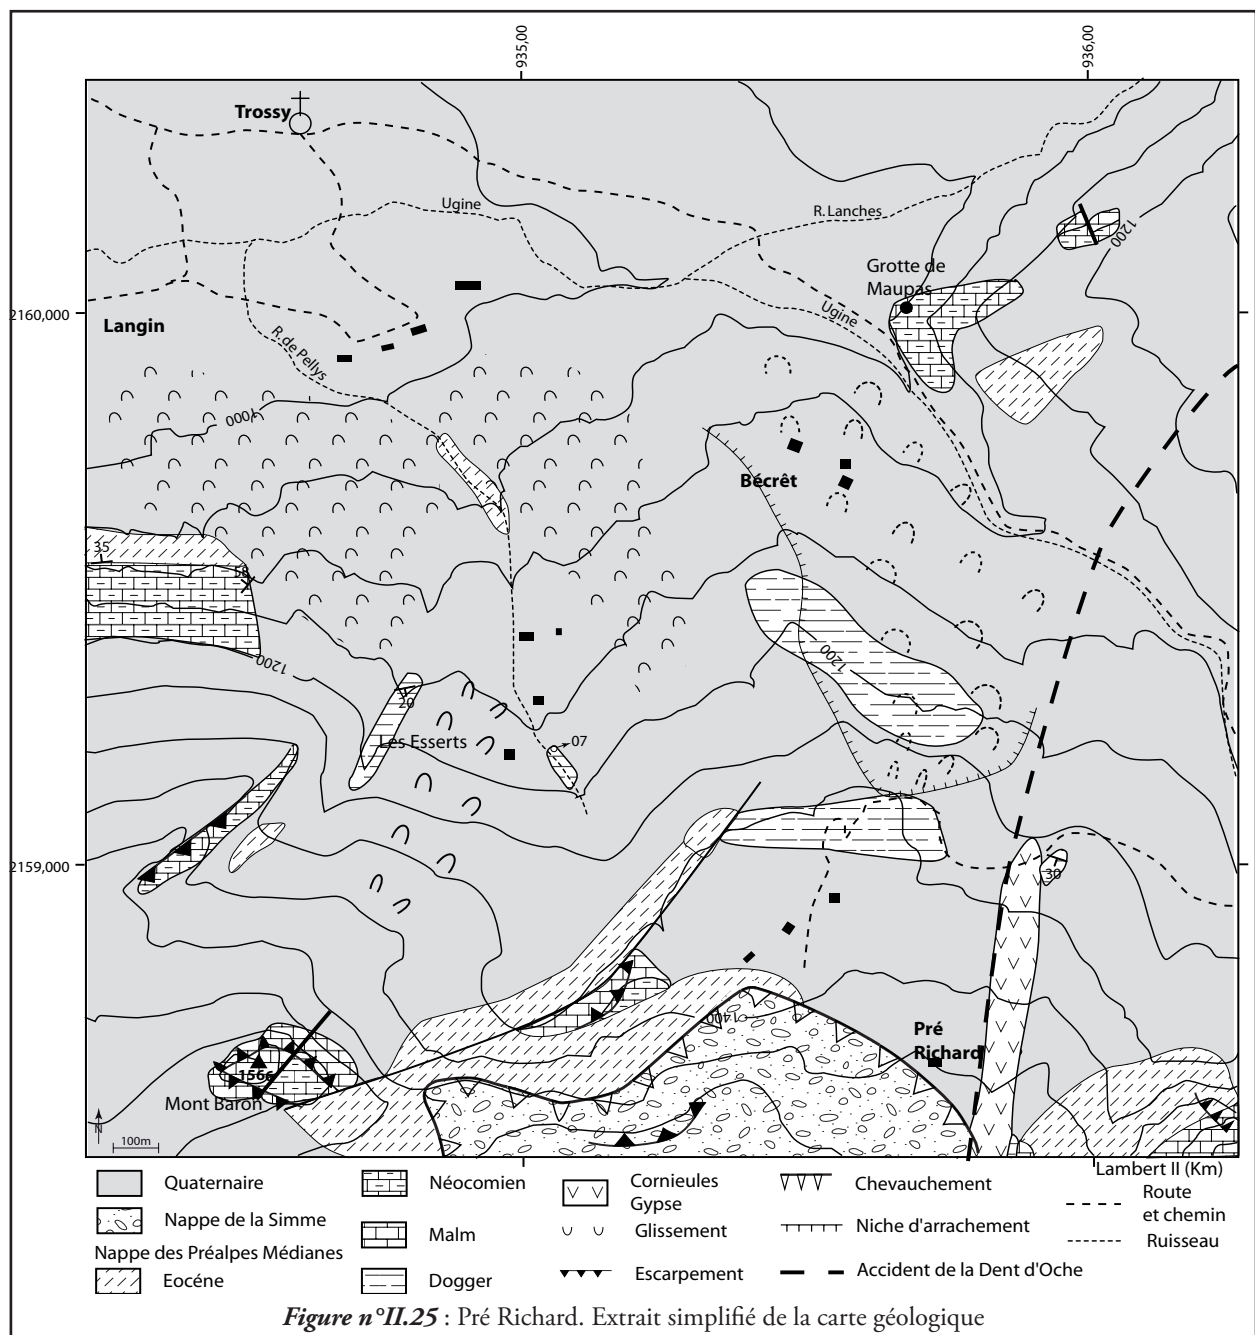 935,00
936,00
Trossy
Ugine
R. Lanches
1200
Grotte de
Maupas
2160,000
Langin
Ugine
R. de Pellys
1000
Bécrêt
35
58
1200
1200
20
Les Esserts
07
2159,000
30
1400
Pré
Richard
1566
Mont Baron
N
100m
Lambert II (Km)
Quaternaire
Nappe de la Simme
Nappe des Préalpes Médianes
Eocéne
Néocomien
Malm
Dogger
Cornieules
Gypse
Glissement
Escarpement
Chevauchement
Niche d'arrachement
Accident de la Dent d'Oche
Route
et chemin
Ruisseau
Figure n°II.25 : Pré Richard. Extrait simplifié de la carte géologique